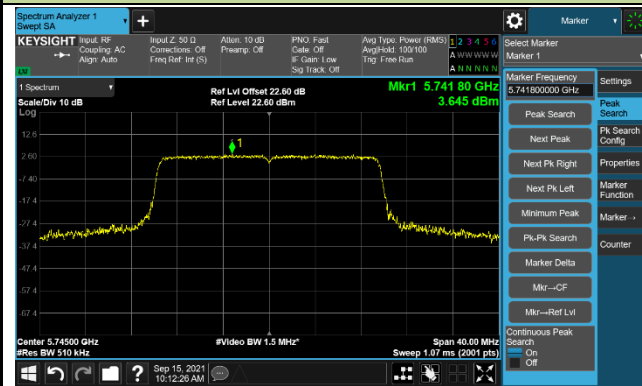 Spectrum Analyzer 1
Swept SA
Marker
KEYSIGHT
Input: RF
Coupling: AC
Align: Auto
Input Z: 50 Ω
Corrections: Off
Freq Ref: Int (S)
Atten: 10 dB
Preamp: Off
PNO: Fast
Gate: Off
IF Gain: Low
Sig Track: Off
Avg Type: Power (RMS)
Avg|Hold: 100/100
Trig: Free Run
1 2 3 4 5 6
A W W W W W
A N N N N N
Select Marker
Marker 1
1 Spectrum
Scale/Div 10 dB
Log
Ref Lvl Offset 22.60 dB
Ref Level 22.60 dBm
Mkr1 5.741 80 GHz
3.645 dBm
Marker Frequency
5.741800000 GHz
Settings
Peak Search
Peak
Search
Next Peak
Pk Search
Config
Next Pk Right
Properties
Next Pk Left
Marker
Function
Minimum Peak
Marker→
Pk-Pk Search
Counter
Marker Delta
Mkr→CF
Mkr→Ref Lvl
Continuous Peak
Search
On
Off
12.6
2.60
-7.40
-17.4
-27.4
-37.4
-47.4
-57.4
-67.4
1
Center 5.74500 GHz
#Res BW 510 kHz
#Video BW 1.5 MHz*
Span 40.00 MHz
Sweep 1.07 ms (2001 pts)
Sep 15, 2021
10:12:26 AM